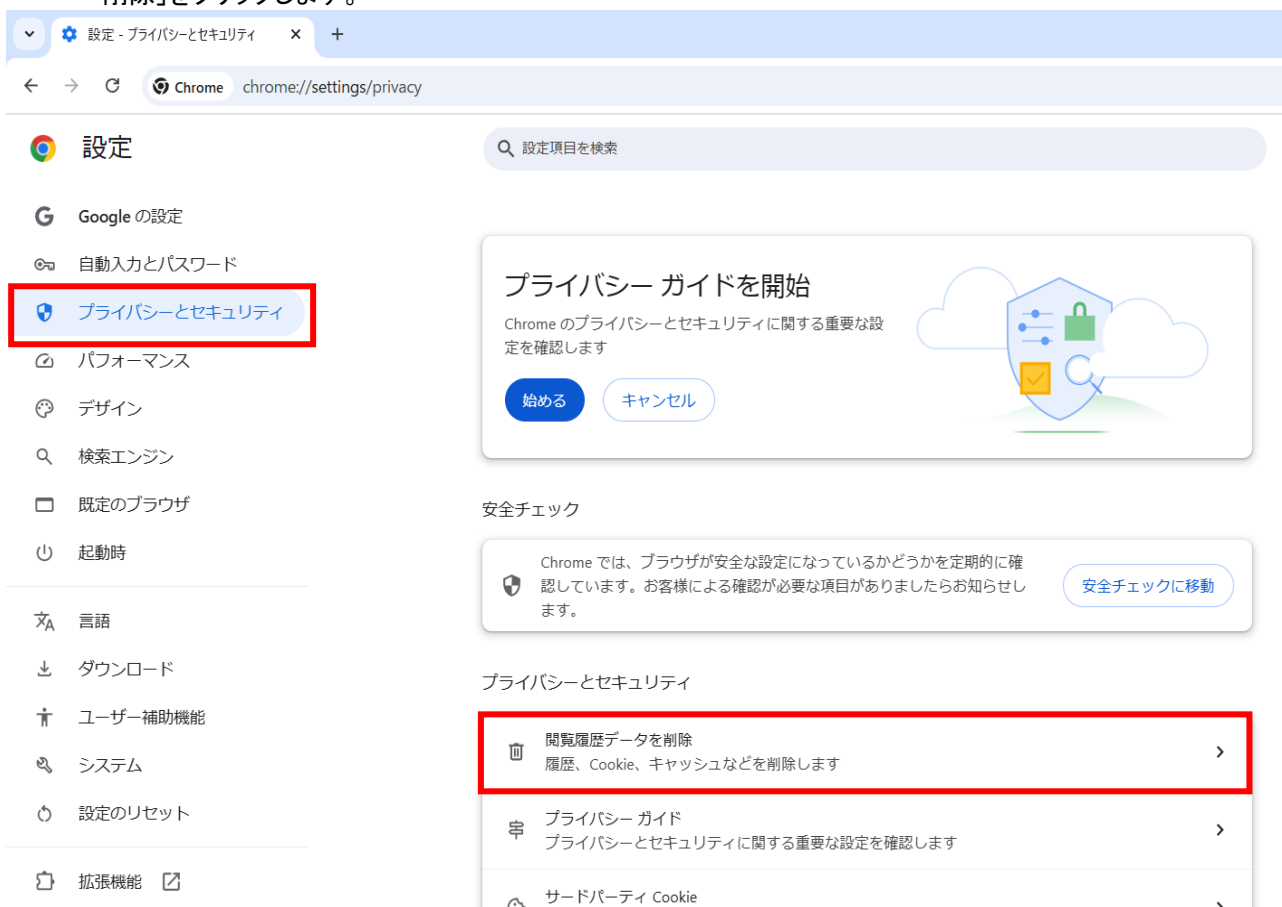 削除」をクリックします。
設定 - プライバシーとセキュリティ
Chrome chrome://settings/privacy
設定
設定項目を検索
Google の設定
自動入力とパスワード
プライバシーとセキュリティ
パフォーマンス
デザイン
検索エンジン
既定のブラウザ
起動時
言語
ダウンロード
ユーザー補助機能
システム
設定のリセット
拡張機能
プライバシー ガイドを開始
Chrome のプライバシーとセキュリティに関する重要な設
定を確認します
始める
キャンセル
安全チェック
Chrome では、ブラウザが安全な設定になっているかどうかを定期的に確
認しています。お客様による確認が必要な項目がありましたらお知らせし
ます。
安全チェックに移動
プライバシーとセキュリティ
閲覧履歴データを削除
履歴、Cookie、キャッシュなどを削除します
プライバシー ガイド
プライバシーとセキュリティに関する重要な設定を確認します
サードパーティ Cookie